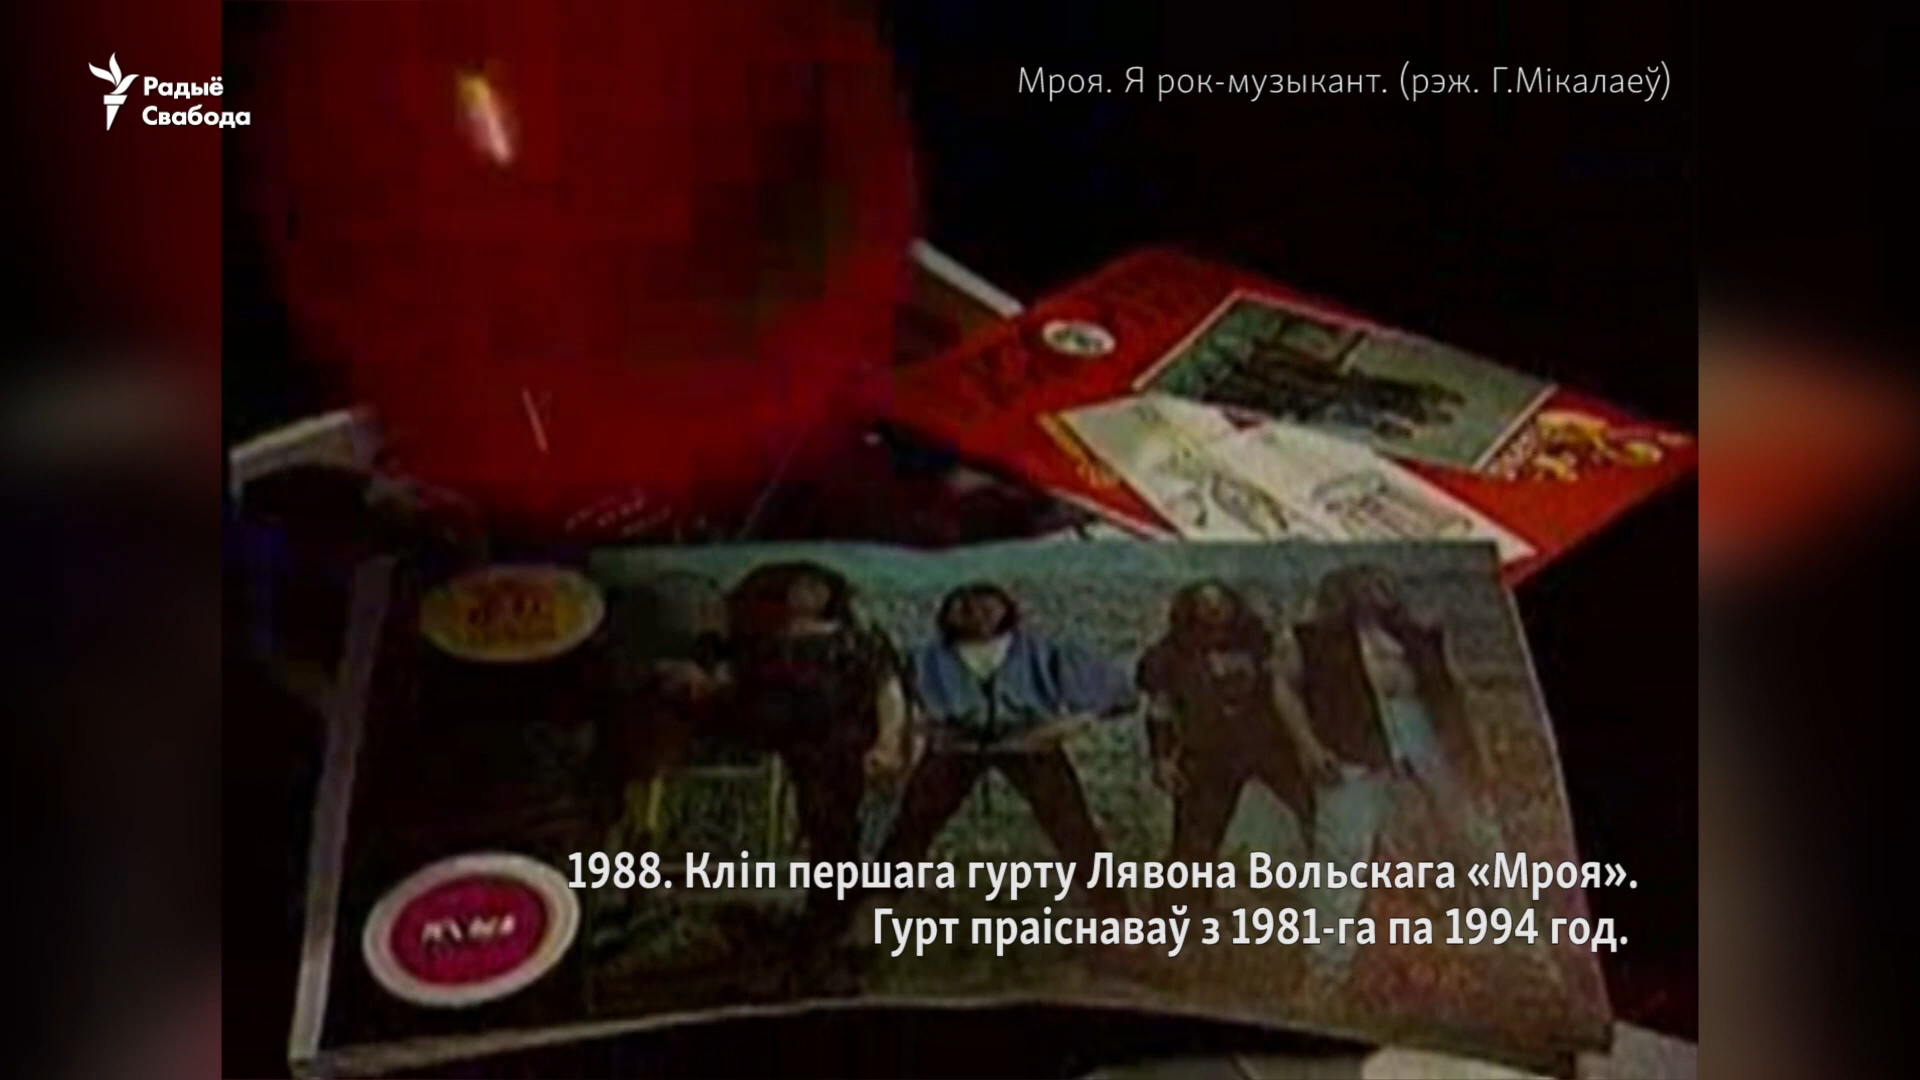 Радыё
Свабода
Мроя. Я рок-музыкант. (рэж. Г.Мікалаеў)
1988. Кліп першага гурту Лявона Вольскага «Мроя».
Гурт праіснаваў з 1981-га па 1994 год.